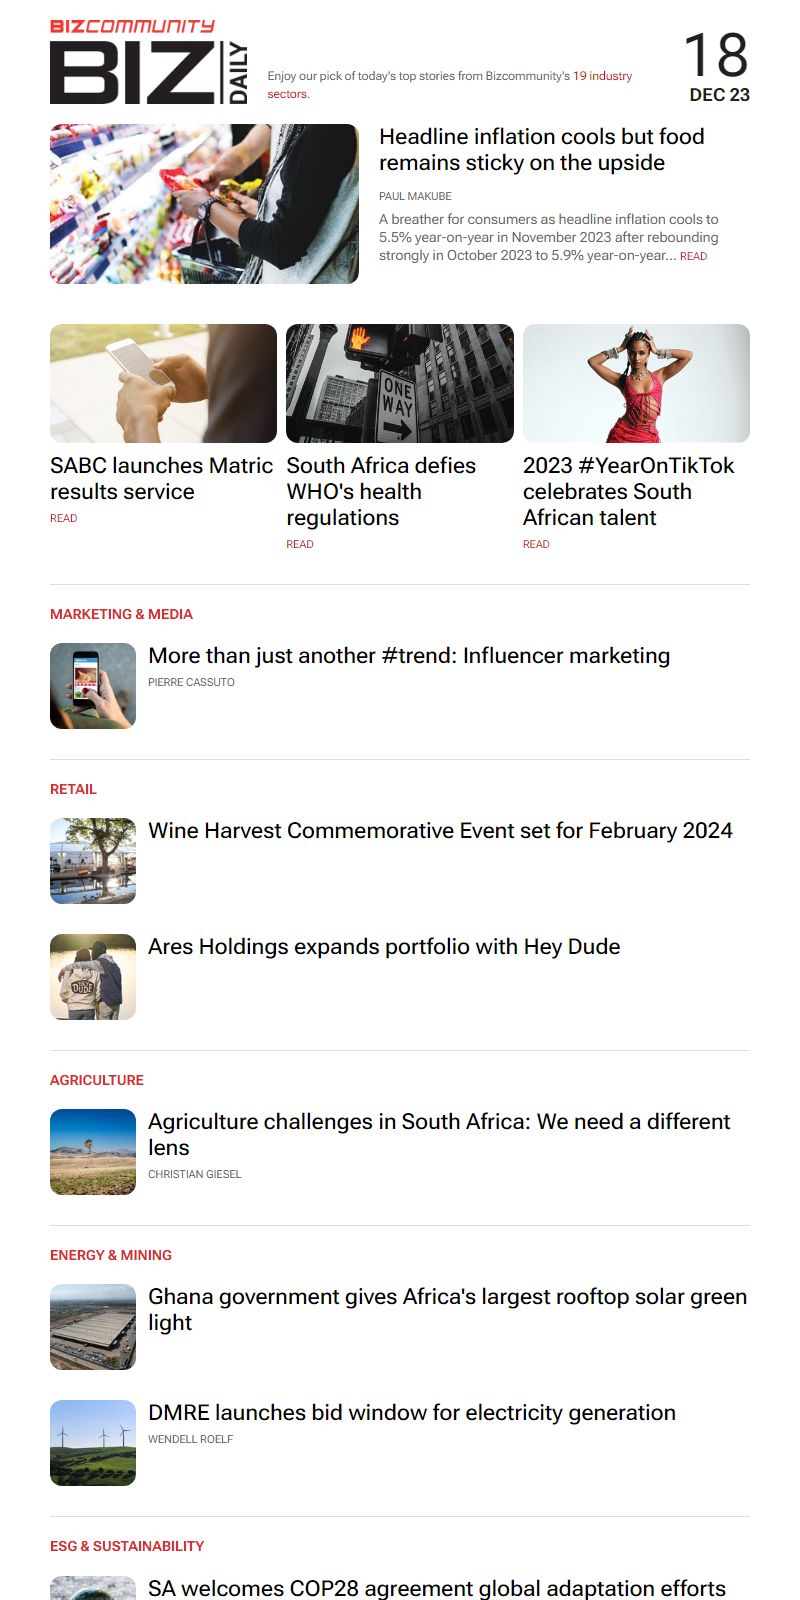 BIZCOMMUNITY
BIZ DAILY
Enjoy our pick of today's top stories from Bizcommunity's 19 industry
sectors.
18
DEC 23
Headline inflation cools but food
remains sticky on the upside
PAUL MAKUBE
A breather for consumers as headline inflation cools to
5.5% year-on-year in November 2023 after rebounding
strongly in October 2023 to 5.9% year-on-year... READ
ONE
WAY
SABC launches Matric
results service
READ
South Africa defies
WHO's health
regulations
READ
2023 #YearOnTikTok
celebrates South
African talent
READ
MARKETING & MEDIA
More than just another #trend: Influencer marketing
PIERRE CASSUTO
RETAIL
Wine Harvest Commemorative Event set for February 2024
Ares Holdings expands portfolio with Hey Dude
DUDE
AGRICULTURE
Agriculture challenges in South Africa: We need a different
lens
CHRISTIAN GIESEL
ENERGY & MINING
Ghana government gives Africa's largest rooftop solar green
light
DMRE launches bid window for electricity generation
WENDELL ROELF
ESG & SUSTAINABILITY
SA welcomes COP28 agreement global adaptation efforts